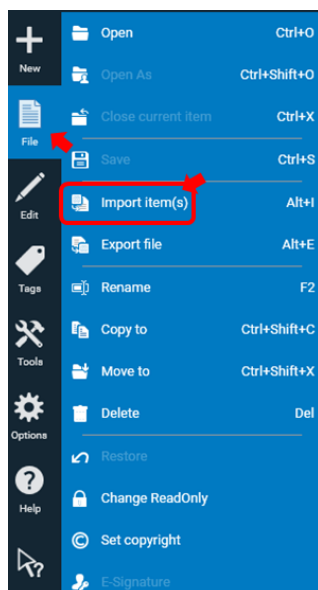 New
File
Edit
Tags
Tools
Options
Help
Open Ctrl+O
Open As Ctrl+Shift+O
Close current item Ctrl+X
Save Ctrl+S
Import item(s) Alt+I
Export file Alt+E
Rename F2
Copy to Ctrl+Shift+C
Move to Ctrl+Shift+X
Delete Del
Restore
Change ReadOnly
Set copyright
E-Signature